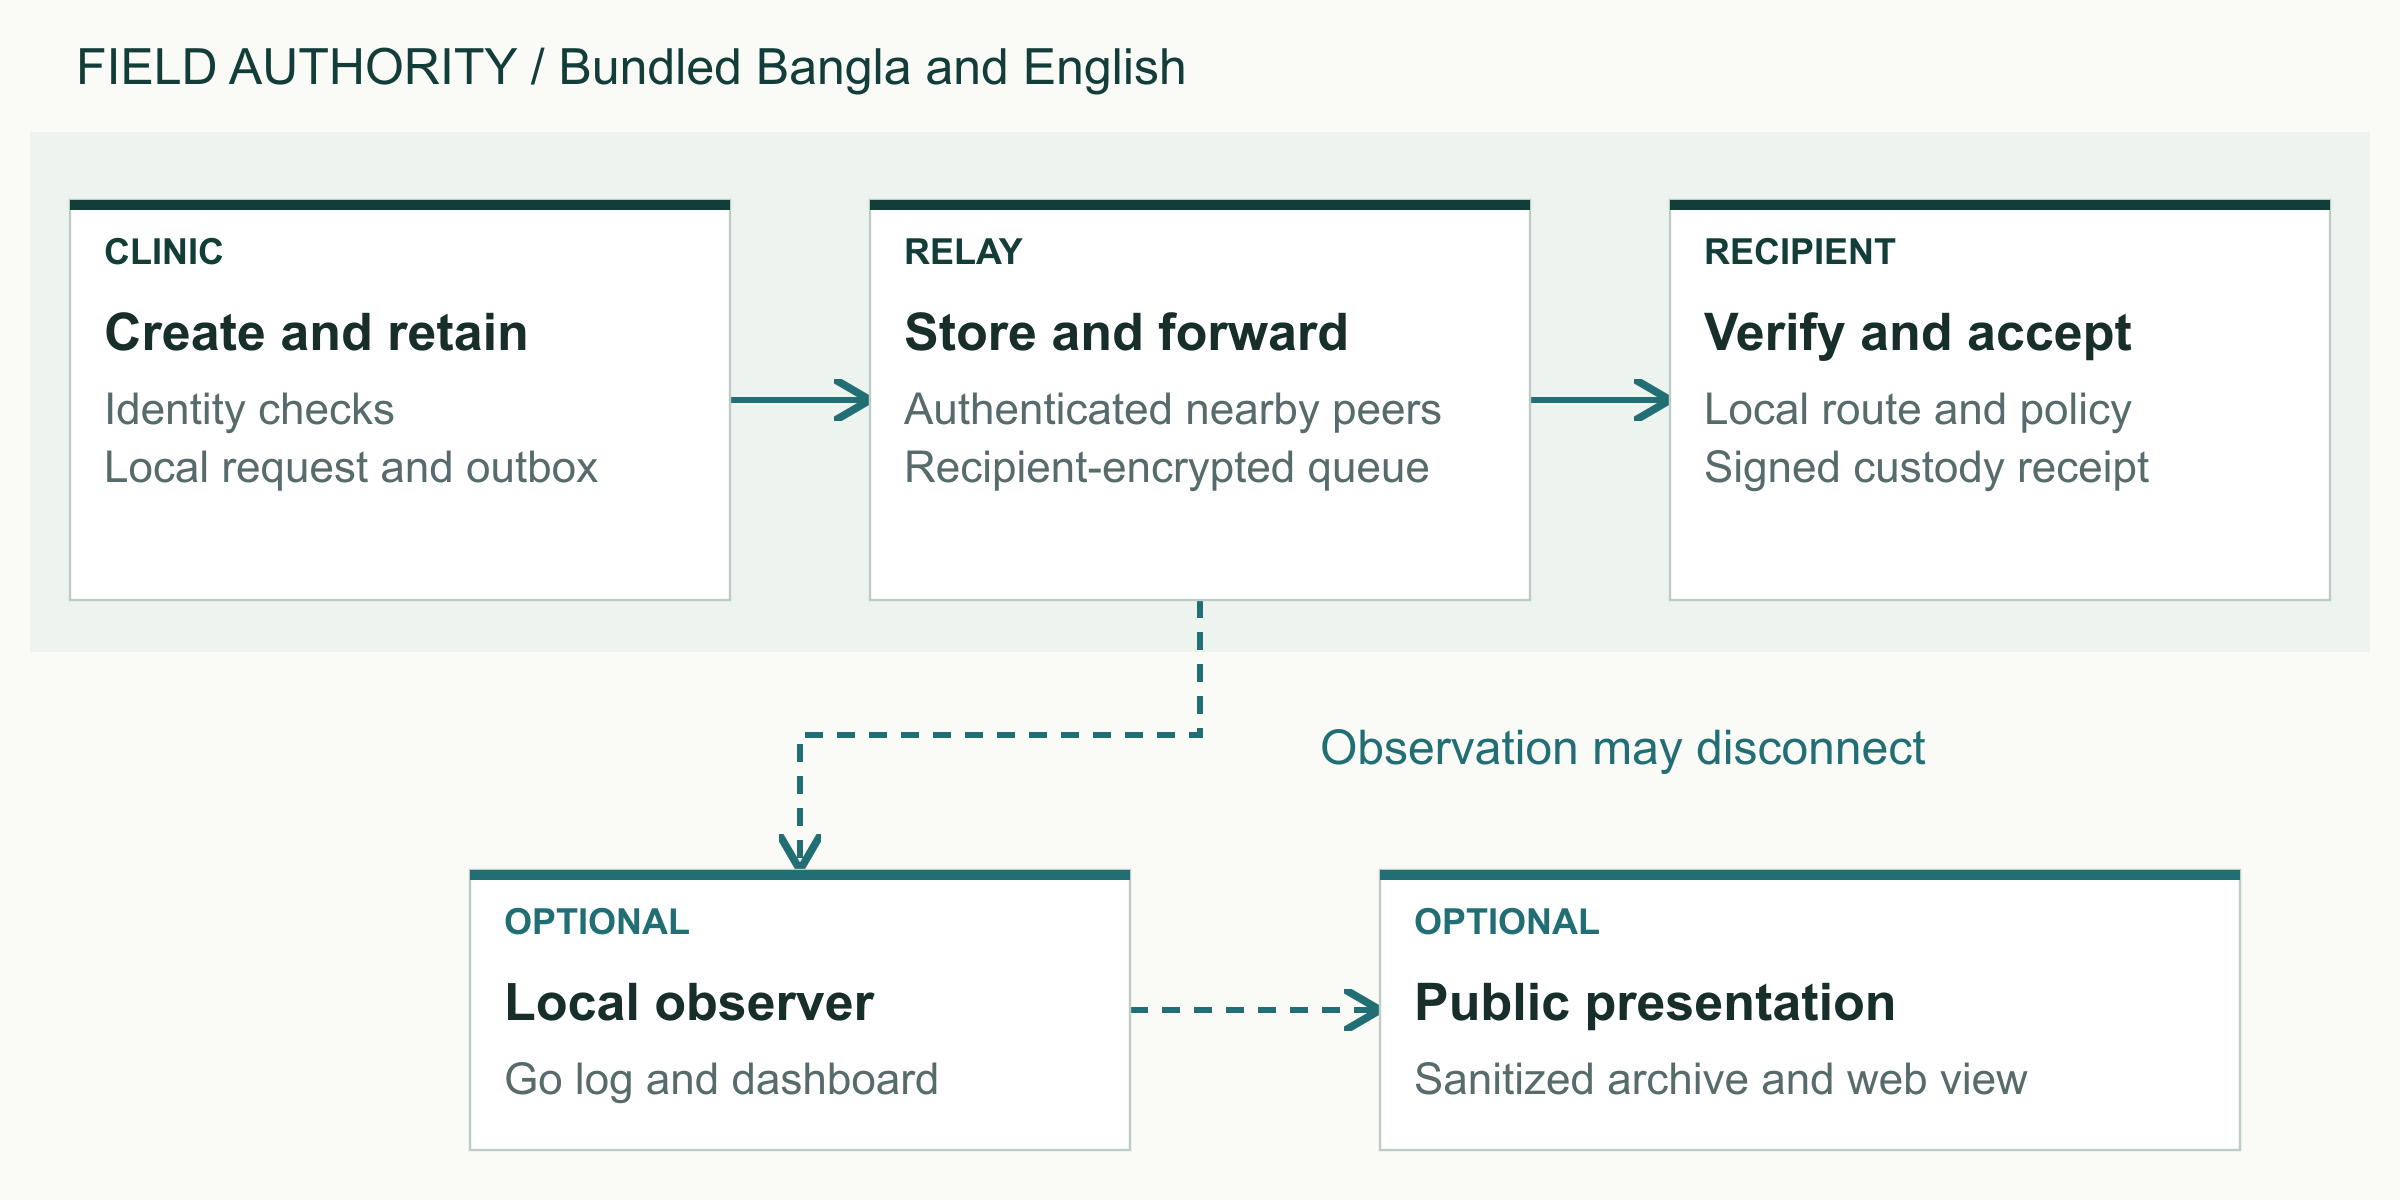 FIELD AUTHORITY / Bundled Bangla and English
CLINIC
Create and retain
Identity checks
Local request and outbox
RELAY
Store and forward
Authenticated nearby peers
Recipient-encrypted queue
RECIPIENT
Verify and accept
Local route and policy
Signed custody receipt
Observation may disconnect
OPTIONAL
Local observer
Go log and dashboard
OPTIONAL
Public presentation
Sanitized archive and web view